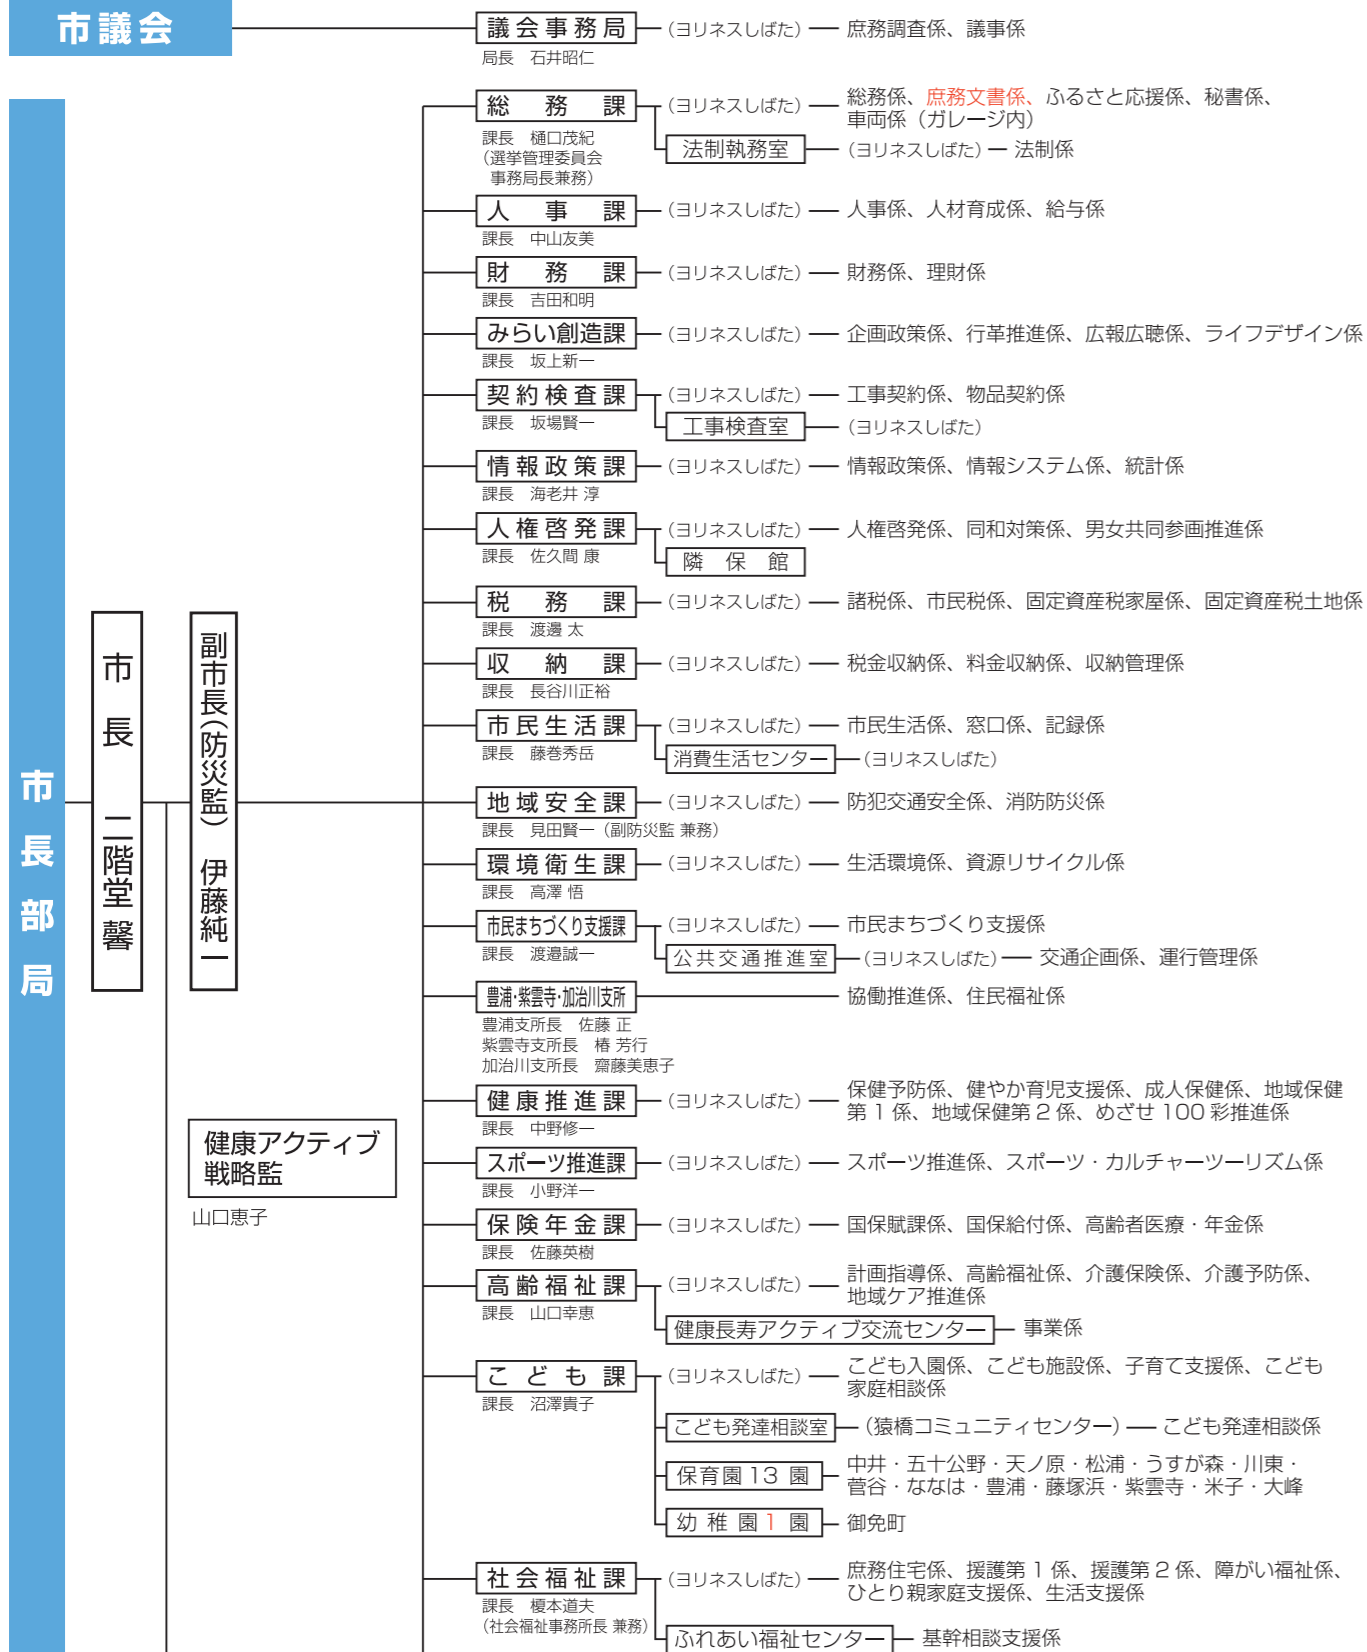 市議会
議会事務局 (ヨリネスしばた) 庶務調査係、議事係
局長 石井昭仁
市長部局
市長 二階堂 馨
副市長(防災監) 伊藤純一
健康アクティブ
戦略監
山口恵子
総務課 (ヨリネスしばた) 総務係、庶務文書係、ふるさと応援係、秘書係、
車両係（ガレージ内）
課長 樋口茂紀
（選挙管理委員会
事務局長兼務）
法制執務室 (ヨリネスしばた) 法制係
人事課 (ヨリネスしばた) 人事係、人材育成係、給与係
課長 中山友美
財務課 (ヨリネスしばた) 財務係、理財係
課長 吉田和明
みらい創造課 (ヨリネスしばた) 企画政策係、行革推進係、広報広聴係、ライフデザイン係
課長 坂上新一
契約検査課 (ヨリネスしばた) 工事契約係、物品契約係
課長 坂場賢一
工事検査室 (ヨリネスしばた)
情報政策課 (ヨリネスしばた) 情報政策係、情報システム係、統計係
課長 海老井 淳
人権啓発課 (ヨリネスしばた) 人権啓発係、同和対策係、男女共同参画推進係
課長 佐久間 康
隣保館
税務課 (ヨリネスしばた) 諸税係、市民税係、固定資産税家屋係、固定資産税土地係
課長 渡邊 太
収納課 (ヨリネスしばた) 税金収納係、料金収納係、収納管理係
課長 長谷川正裕
市民生活課 (ヨリネスしばた) 市民生活係、窓口係、記録係
課長 藤巻秀岳
消費生活センター (ヨリネスしばた)
地域安全課 (ヨリネスしばた) 防犯交通安全係、消防防災係
課長 見田賢一（副防災監 兼務）
環境衛生課 (ヨリネスしばた) 生活環境係、資源リサイクル係
課長 高澤 悟
市民まちづくり支援課 (ヨリネスしばた) 市民まちづくり支援係
課長 渡邉誠一
公共交通推進室 (ヨリネスしばた) 交通企画係、運行管理係
豊浦・紫雲寺・加治川支所 協働推進係、住民福祉係
豊浦支所長 佐藤 正
紫雲寺支所長 椿 芳行
加治川支所長 齋藤美恵子
健康推進課 (ヨリネスしばた) 保健予防係、健やか育児支援係、成人保健係、地域保健
第1係、地域保健第2係、めざせ100彩推進係
課長 中野修一
スポーツ推進課 (ヨリネスしばた) スポーツ推進係、スポーツ・カルチャーツーリズム係
課長 小野洋一
保険年金課 (ヨリネスしばた) 国保賦課係、国保給付係、高齢者医療・年金係
課長 佐藤英樹
高齢福祉課 (ヨリネスしばた) 計画指導係、高齢福祉係、介護保険係、介護予防係、
地域ケア推進係
課長 山口幸恵
健康長寿アクティブ交流センター 事業係
こども課 (ヨリネスしばた) こども入園係、こども施設係、子育て支援係、こども
家庭相談係
課長 沼澤貴子
こども発達相談室 (猿橋コミュニティセンター) こども発達相談係
保育園13園 中井・五十公野・天ノ原・松浦・うすが森・川東・
菅谷・ななは・豊浦・藤塚浜・紫雲寺・米子・大峰
幼稚園1園 御免町
社会福祉課 (ヨリネスしばた) 庶務住宅係、援護第1係、援護第2係、障がい福祉係、
ひとり親家庭支援係、生活支援係
課長 榎本道夫
（社会福祉事務所長 兼務）
ふれあい福祉センター 基幹相談支援係